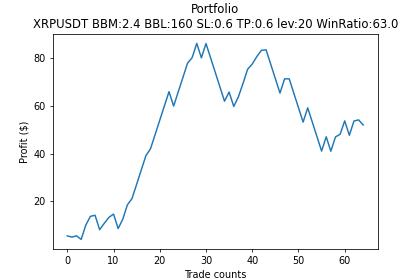 Portfolio
XRPUSDT BBM:2.4 BBL:160 SL:0.6 TP:0.6 lev:20 WinRatio:63.0
80
60
40
20
Profit ($)
0 10 20 30 40 50 60
Trade counts